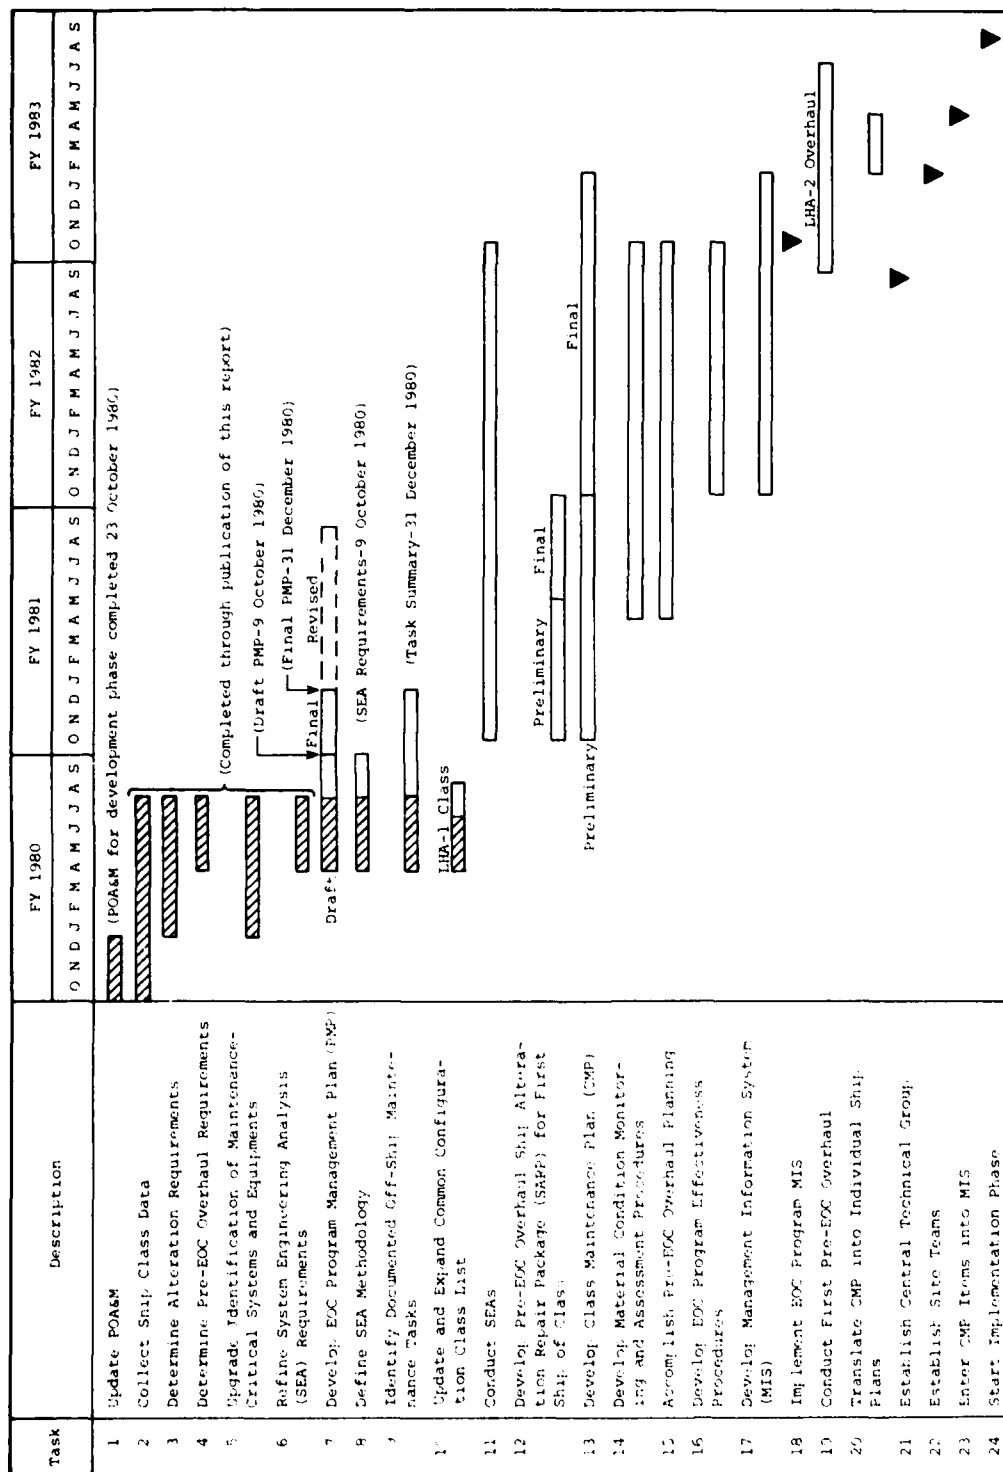 Task
Description
FY 1980
FY 1981
FY 1982
FY 1983
O N D J F M A M J J A S
O N D J F M A M J J A S
O N D J F M A M J J A S
O N D J F M A M J J A S
1 Update POA&M
(POA&M for development phase completed 23 October 1980)
2 Collect Ship Class Data
3 Determine Alteration Requirements
4 Determine Pre-EOC Overhaul Requirements
(Completed through publication of this report)
5 Upgrade Identification of Maintenance-
Critical Systems and Equipments
6 Refine System Engineering Analysis
(SEA) Requirements
(Draft PMP-9 October 1980)
(Final PMP-31 December 1980)
7 Develop EOC Program Management Plan (PMP)
Draft
Final
Revised
8 Define SEA Methodology
(SEA Requirements-9 October 1980)
9 Identify Documented Off-Ship Mainte-
nance Tasks
(Task Summary-31 December 1980)
10 Update and Expand Common Configura-
tion Class List
LHA-1 Class
11 Conduct SEAs
12 Develop Pre-EOC Overhaul Ship Altera-
tion Repair Package (SARP) for First
Ship of Class
Preliminary
Final
13 Develop Class Maintenance Plan (CMP)
Preliminary
Final
14 Develop Material Condition Monitor-
ing and Assessment Procedures
15 Accomplish Pre-EOC Overhaul Planning
16 Develop EOC Program Effectiveness
Procedures
17 Develop Management Information System
(MIS)
18 Implement EOC Program MIS
19 Conduct First Pre-EOC Overhaul
LHA-2 Overhaul
20 Translate CMP into Individual Ship
Plans
21 Establish Central Technical Group
22 Establish Site Teams
23 Enter CMP Items into MIS
24 Start Implementation Phase